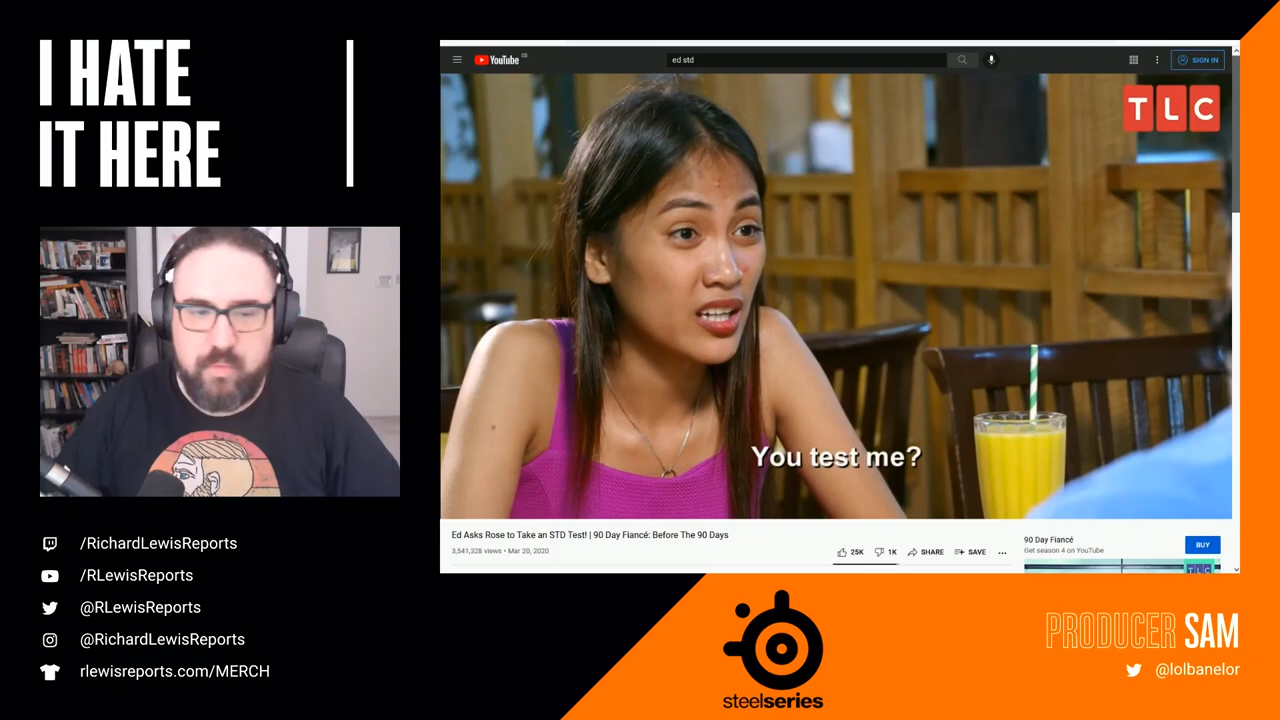 I HATE
IT HERE
/RichardLewisReports
/RLewisReports
@RLewisReports
@RichardLewisReports
rlewisreports.com/MERCH
YouTube GB
ed std
SIGN IN
TLC
You test me?
Ed Asks Rose to Take an STD Test! | 90 Day Fiancé: Before The 90 Days
3,541,328 views • Mar 20, 2020
25K
1K
SHARE
SAVE
90 Day Fiancé
Get season 4 on YouTube
BUY
TLC
steelseries
PRODUCER SAM
@lolbanelor